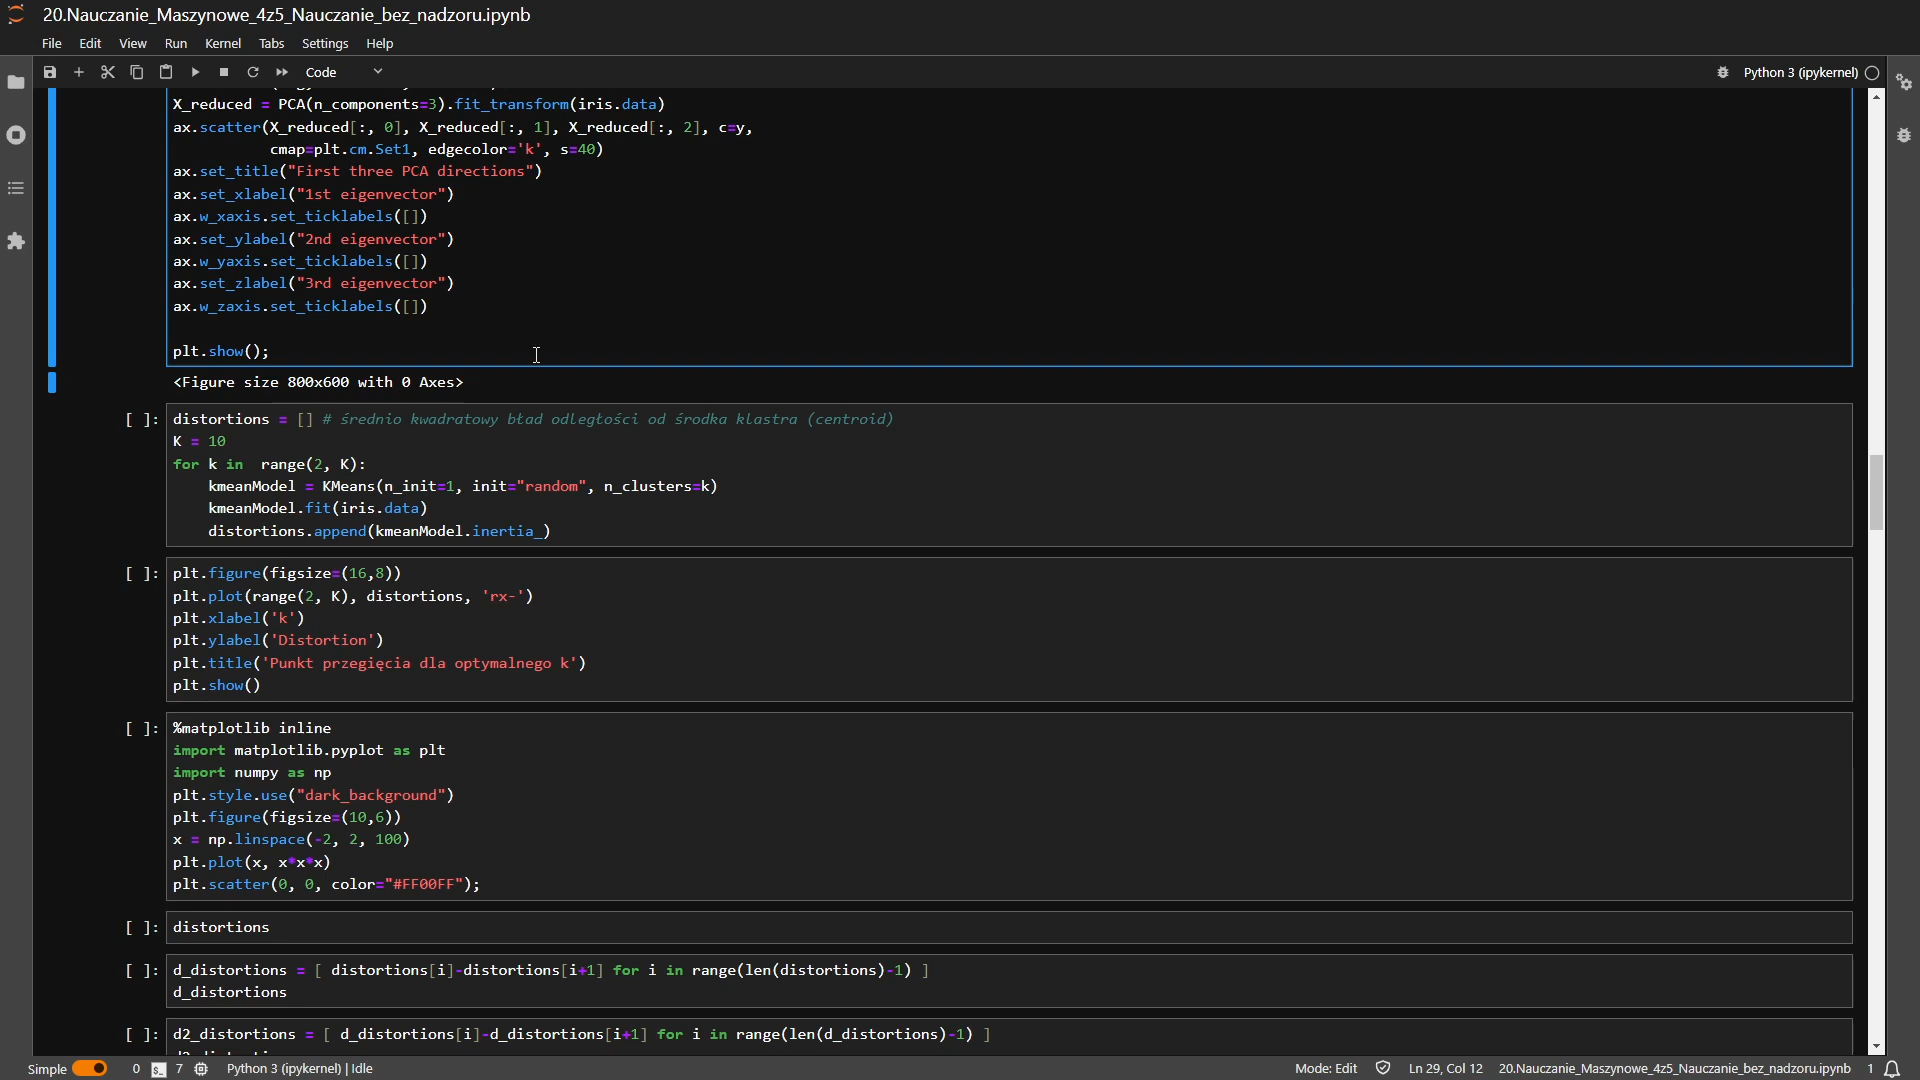 20.Nauczanie_Maszynowe_4z5_Nauczanie_bez_nadzoru.ipynb
File Edit View Run Kernel Tabs Settings Help
Code Python 3 (ipykernel)
X_reduced = PCA(n_components=3).fit_transform(iris.data)
ax.scatter(X_reduced[:, 0], X_reduced[:, 1], X_reduced[:, 2], c=y,
cmap=plt.cm.Set1, edgecolor='k', s=40)
ax.set_title("First three PCA directions")
ax.set_xlabel("1st eigenvector")
ax.w_xaxis.set_ticklabels([])
ax.set_ylabel("2nd eigenvector")
ax.w_yaxis.set_ticklabels([])
ax.set_zlabel("3rd eigenvector")
ax.w_zaxis.set_ticklabels([])
plt.show();
<Figure size 800x600 with 0 Axes>
[ ]: distortions = [] # średnio kwadratowy bład odległości od środka klastra (centroid)
K = 10
for k in  range(2, K):
kmeanModel = KMeans(n_init=1, init="random", n_clusters=k)
kmeanModel.fit(iris.data)
distortions.append(kmeanModel.inertia_)
[ ]: plt.figure(figsize=(16,8))
plt.plot(range(2, K), distortions, 'rx-')
plt.xlabel('k')
plt.ylabel('Distortion')
plt.title('Punkt przegięcia dla optymalnego k')
plt.show()
[ ]: %matplotlib inline
import matplotlib.pyplot as plt
import numpy as np
plt.style.use("dark_background")
plt.figure(figsize=(10,6))
x = np.linspace(-2, 2, 100)
plt.plot(x, x*x*x)
plt.scatter(0, 0, color="#FF00FF");
[ ]: distortions
[ ]: d_distortions = [ distortions[i]-distortions[i+1] for i in range(len(distortions)-1) ]
d_distortions
[ ]: d2_distortions = [ d_distortions[i]-d_distortions[i+1] for i in range(len(d_distortions)-1) ]
Simple 0 $_ 7 Python 3 (ipykernel) | Idle Mode: Edit Ln 29, Col 12 20.Nauczanie_Maszynowe_4z5_Nauczanie_bez_nadzoru.ipynb 1